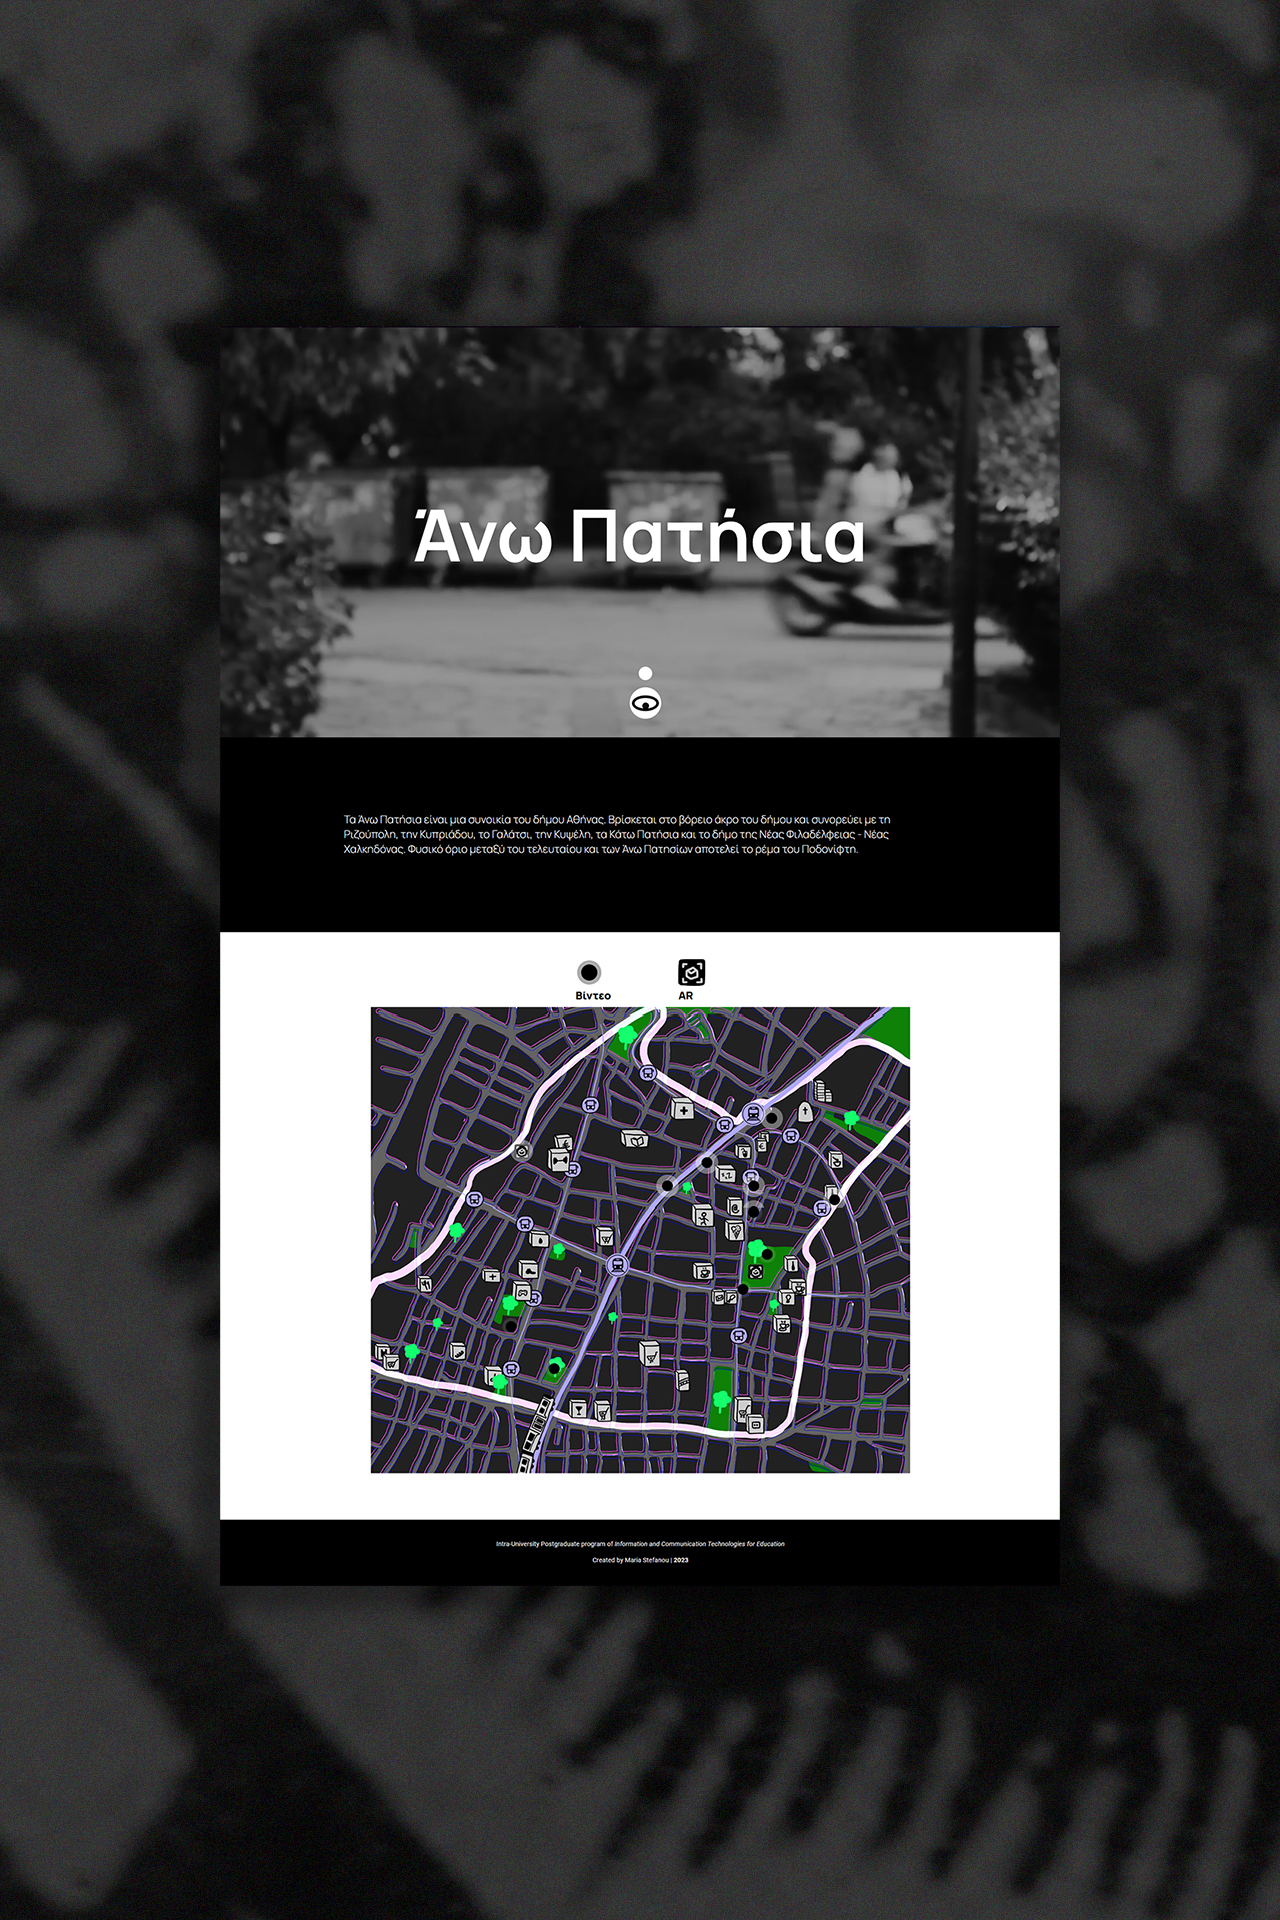 Άνω Πατήσια
Τα Άνω Πατήσια είναι μια συνοικία του δήμου Αθήνας. Βρίσκεται στο βόρειο άκρο του δήμου και συνορεύει με τη
Ριζούπολη, την Κυπριάδου, το Γαλάτσι, την Κυψέλη, τα Κάτω Πατήσια και το δήμο της Νέας Φιλαδέλφειας - Νέας
Χαλκηδόνας. Φυσικό όριο μεταξύ του τελευταίου και των Άνω Πατησίων αποτελεί το ρέμα του Ποδονίφτη.
Βίντεο
AR
Intra-University Postgraduate program of Information and Communication Technologies for Education
Created by Maria Stefanou | 2023